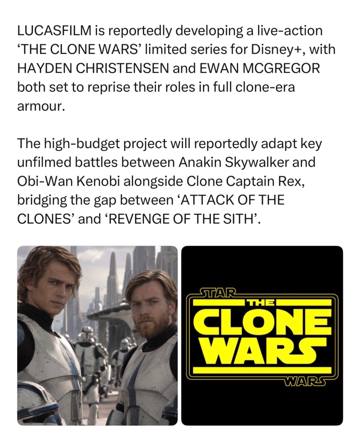 LUCASFILM is reportedly developing a live-action
‘THE CLONE WARS’ limited series for Disney+, with
HAYDEN CHRISTENSEN and EWAN MCGREGOR
both set to reprise their roles in full clone-era
armour.
The high-budget project will reportedly adapt key
unfilmed battles between Anakin Skywalker and
Obi-Wan Kenobi alongside Clone Captain Rex,
bridging the gap between ‘ATTACK OF THE
CLONES’ and ‘REVENGE OF THE SITH’.
STAR
THE
CLONE
WARS
WARS